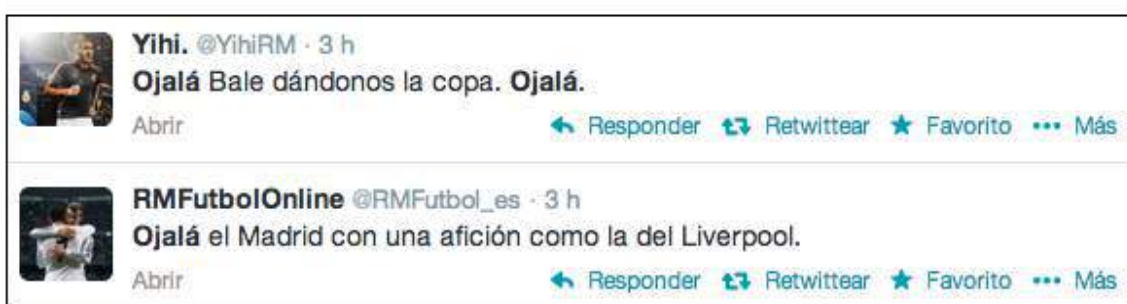 Yihi. @YihiRM · 3 h
Ojalá Bale dándonos la copa. Ojalá.
Abrir Responder Retwittear Favorito Más
RMFutbolOnline @RMFutbol_es · 3 h
Ojalá el Madrid con una afición como la del Liverpool.
Abrir Responder Retwittear Favorito Más